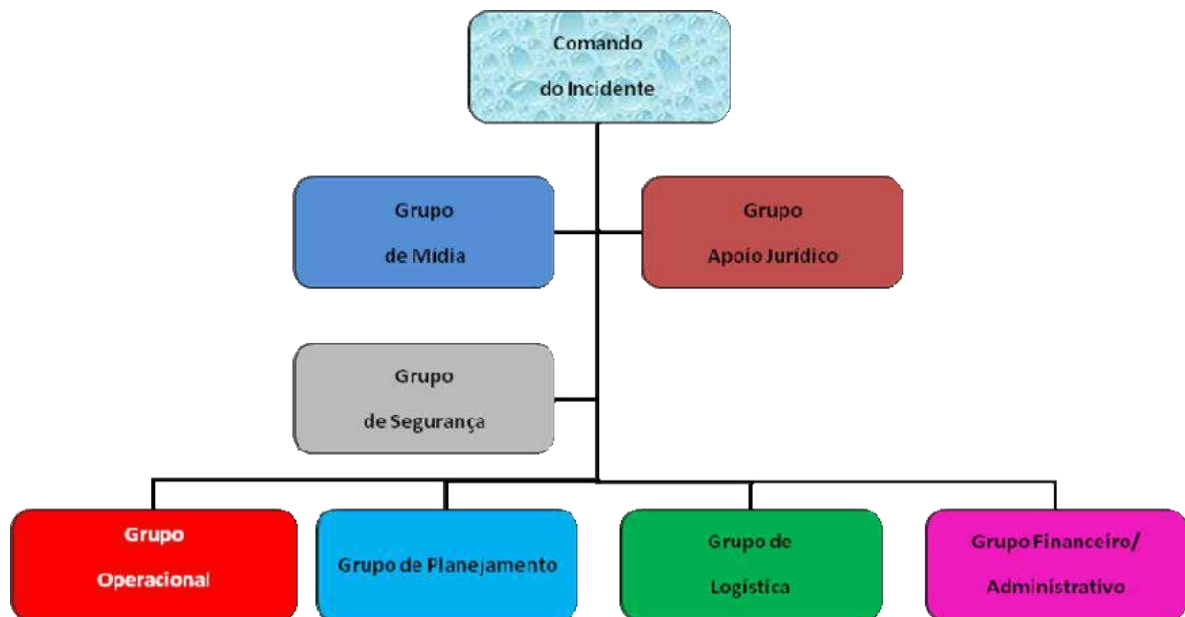 Comando
do Incidente
Grupo
de Mídia
Grupo
Apoio Jurídico
Grupo
de Segurança
Grupo
Operacional
Grupo de Planejamento
Grupo de
Logística
Grupo Financeiro/
Administrativo